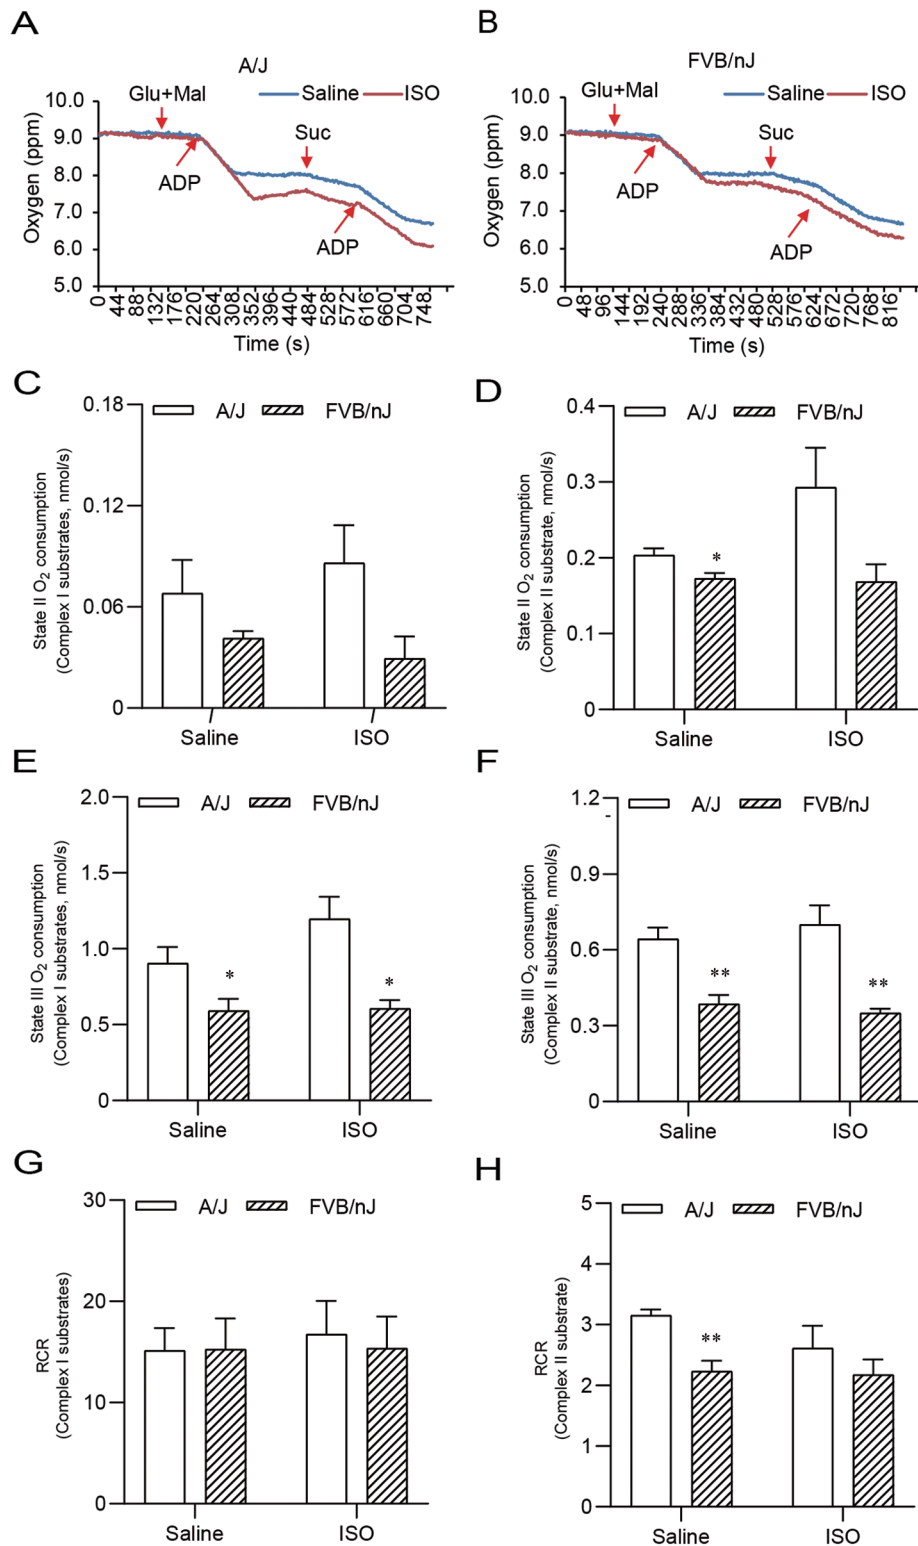 A
A/J
Glu+Mal
Saline
ISO
Suc
ADP
ADP
Oxygen (ppm)
10.0
9.0
8.0
7.0
6.0
5.0
0 44 88 132 176 220 264 308 352 396 440 484 528 572 616 660 704 748
Time (s)
B
FVB/nJ
Glu+Mal
Saline
ISO
Suc
ADP
ADP
Oxygen (ppm)
10.0
9.0
8.0
7.0
6.0
5.0
0 48 96 144 192 240 288 336 384 432 480 528 576 624 672 720 768 816
Time (s)
C
A/J FVB/nJ
State II O2 consumption
(Complex I substrates, nmol/s)
0.18
0.12
0.06
0
Saline ISO
D
A/J FVB/nJ
State II O2 consumption
(Complex II substrate, nmol/s)
0.4
0.3
0.2
0.1
0
*
Saline ISO
E
A/J FVB/nJ
State III O2 consumption
(Complex I substrates, nmol/s)
2.0
1.5
1.0
0.5
0
* *
Saline ISO
F
A/J FVB/nJ
State III O2 consumption
(Complex II substrate, nmol/s)
1.2
-
0.9
0.6
0.3
0
** **
Saline ISO
G
A/J FVB/nJ
RCR
(Complex I substrates)
30
20
10
0
Saline ISO
H
A/J FVB/nJ
RCR
(Complex II substrate)
5
4
3
2
1
0
**
Saline ISO